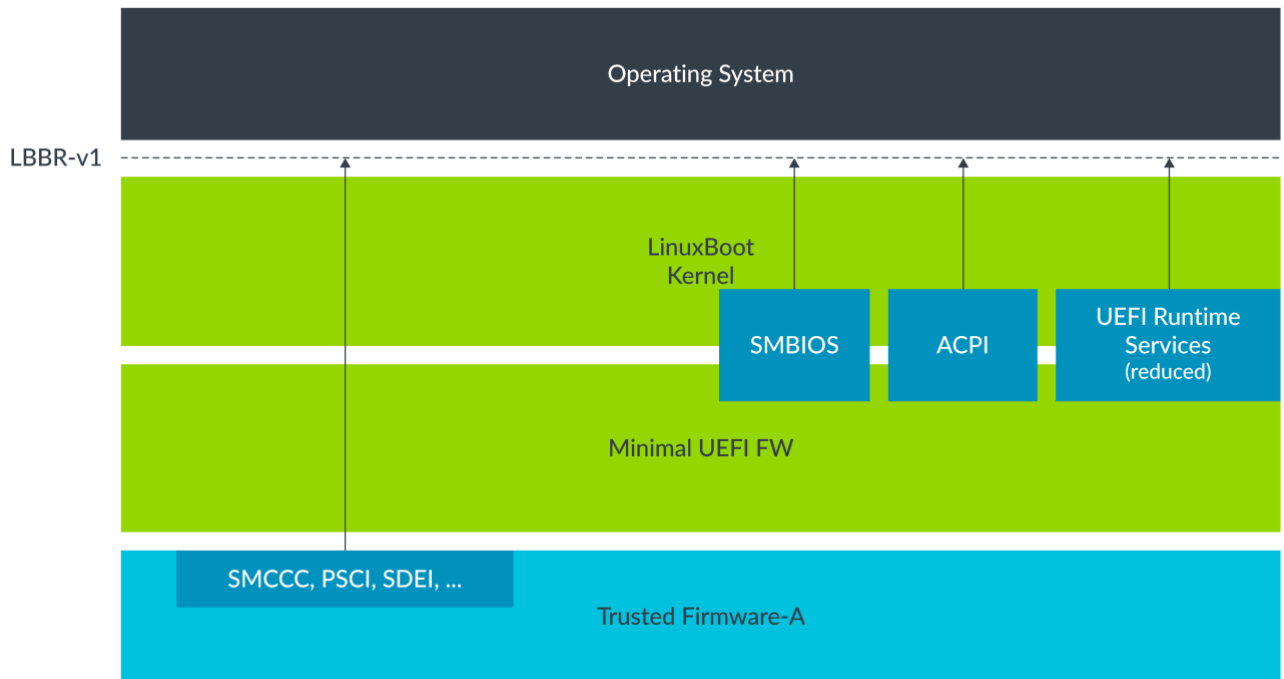 Operating System
LBBR-v1
LinuxBoot
Kernel
SMBIOS
ACPI
UEFI Runtime
Services
(reduced)
Minimal UEFI FW
SMCCC, PSCI, SDEI, ...
Trusted Firmware-A